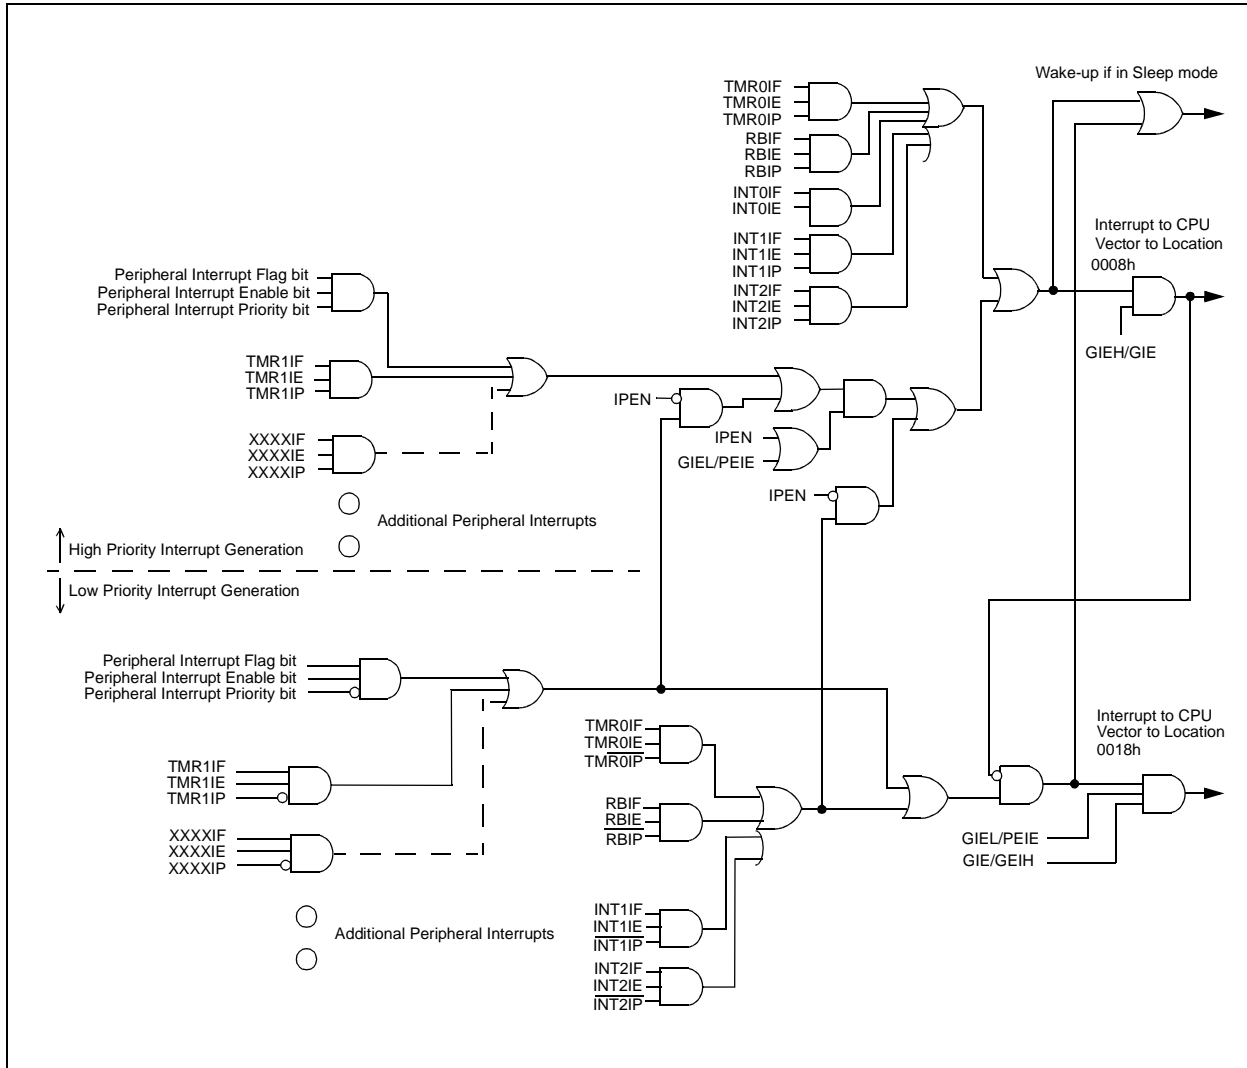 Wake-up if in Sleep mode
TMR0IF
TMR0IE
TMR0IP
RBIF
RBIE
RBIP
INT0IF
INT0IE
INT1IF
INT1IE
INT1IP
INT2IF
INT2IE
INT2IP
Interrupt to CPU
Vector to Location
0008h
GIEH/GIE
Peripheral Interrupt Flag bit
Peripheral Interrupt Enable bit
Peripheral Interrupt Priority bit
TMR1IF
TMR1IE
TMR1IP
XXXXIF
XXXXIE
XXXXIP
IPEN
IPEN
GIEL/PEIE
IPEN
Additional Peripheral Interrupts
High Priority Interrupt Generation
Low Priority Interrupt Generation
Peripheral Interrupt Flag bit
Peripheral Interrupt Enable bit
Peripheral Interrupt Priority bit
TMR1IF
TMR1IE
TMR1IP
XXXXIF
XXXXIE
XXXXIP
Additional Peripheral Interrupts
TMR0IF
TMR0IE
TMR0IP
RBIF
RBIE
RBIP
INT1IF
INT1IE
INT1IP
INT2IF
INT2IE
INT2IP
Interrupt to CPU
Vector to Location
0018h
GIEL/PEIE
GIE/GEIH